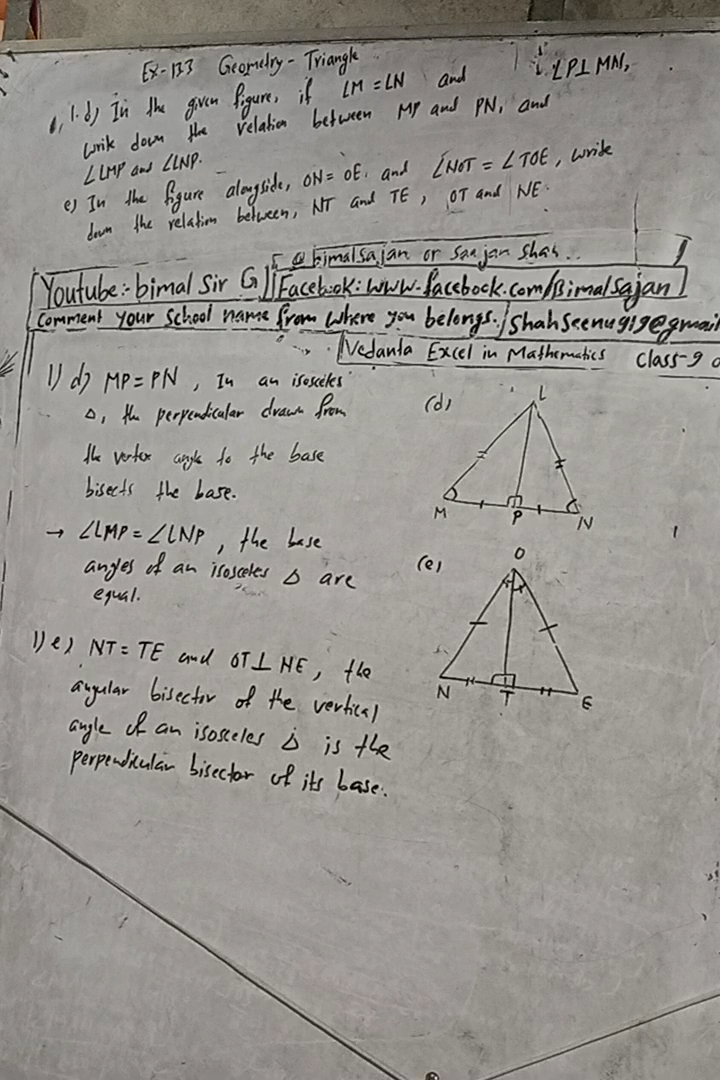 Ex-13.3 Geometry - Triangle
1. d) In the given figure, if LM = LN and LP⊥MN,
write down the relation between MP and PN, and
∠LMP and ∠LNP.
e) In the figure alongside, ON = OE, and ∠NOT = ∠TOE, write
down the relation between, NT and TE, OT and NE.
@ bimalsajan or Saajan Shah..
Youtube:- bimal Sir G
Facebook: www.facebook.com/Bimalsajan
Comment your School name from where you belongs. / Shahseenu919@gmail
Vedanta Excel in Mathematics Class-9
1) d) MP = PN, In an isosceles
△, the perpendicular drawn from
the vertex angle to the base
bisects the base.
→ ∠LMP = ∠LNP, the base
angles of an isosceles △ are
equal.
1) e) NT = TE and OT⊥NE, the
angular bisector of the vertical
angle of an isosceles △ is the
perpendicular bisector of its base.
(d)
L
M P N
(e)
O
N T E